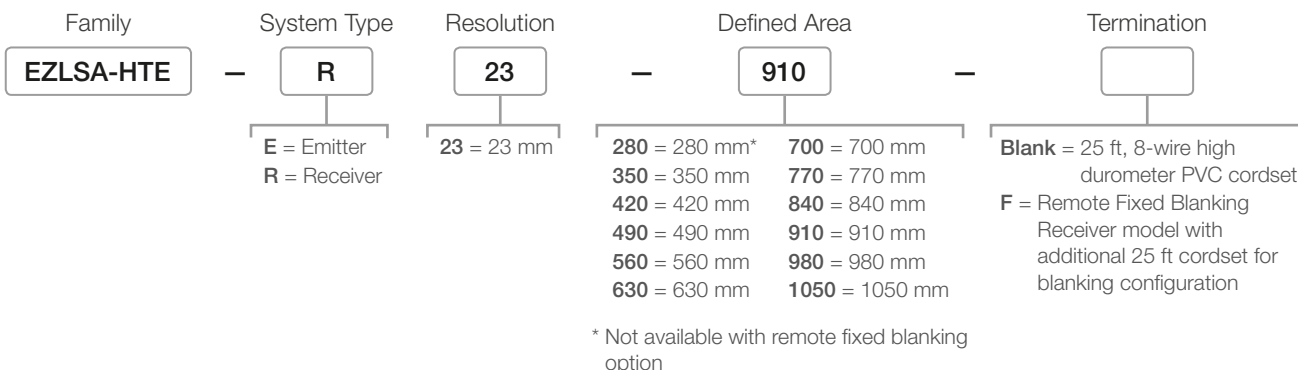 Family System Type Resolution Defined Area Termination
EZLSA-HTE – R 23 – 910 –
E = Emitter
R = Receiver
23 = 23 mm
280 = 280 mm* 700 = 700 mm
350 = 350 mm 770 = 770 mm
420 = 420 mm 840 = 840 mm
490 = 490 mm 910 = 910 mm
560 = 560 mm 980 = 980 mm
630 = 630 mm 1050 = 1050 mm
* Not available with remote fixed blanking
option
Blank = 25 ft, 8-wire high
durometer PVC cordset
F = Remote Fixed Blanking
Receiver model with
additional 25 ft cordset for
blanking configuration